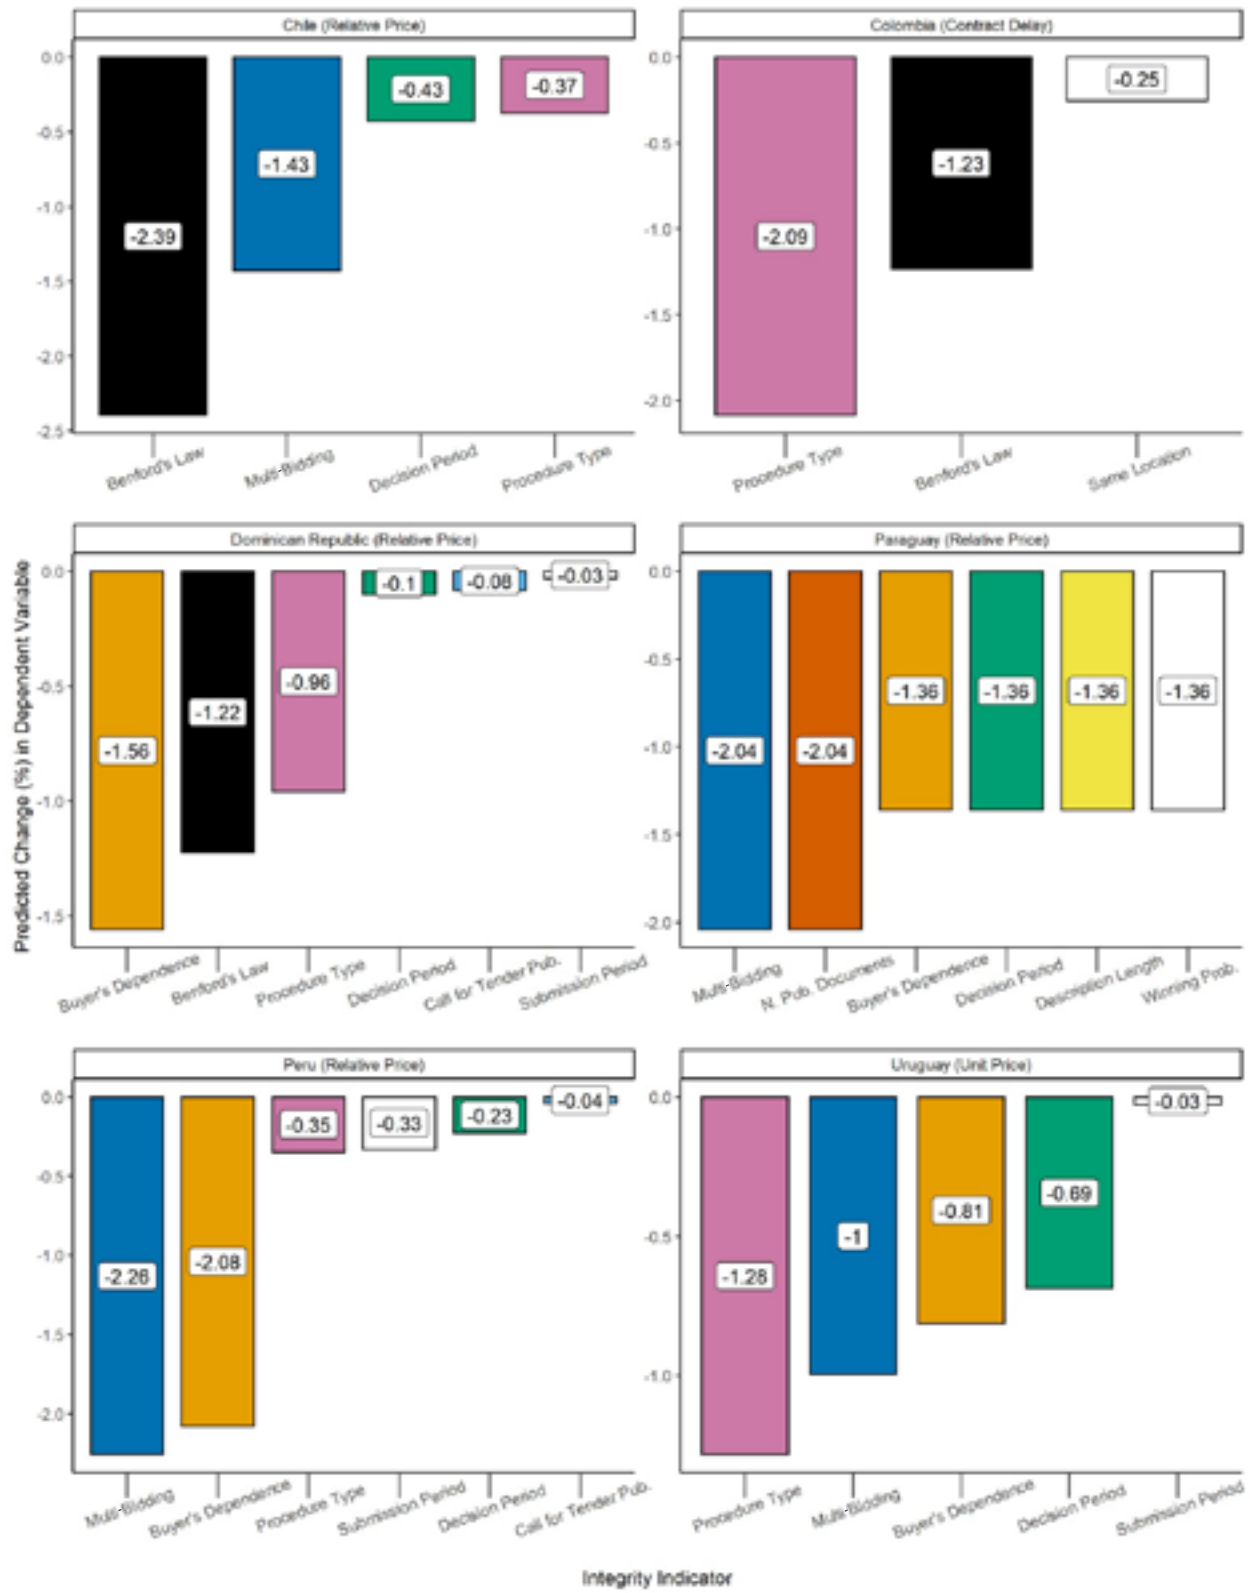 Chile (Relative Price)
0.0
-0.5
-1.0
-1.5
-2.0
-2.5
-2.39
-1.43
-0.43
-0.37
Benford's Law
Multi-Bidding
Decision Period
Procedure Type
Colombia (Contract Delay)
0.0
-0.5
-1.0
-1.5
-2.0
-2.09
-1.23
-0.25
Procedure Type
Benford's Law
Same Location
Predicted Change (%) in Dependent Variable
Dominican Republic (Relative Price)
0.0
-0.5
-1.0
-1.5
-1.56
-1.22
-0.96
-0.1
-0.08
-0.03
Buyer's Dependence
Benford's Law
Procedure Type
Decision Period
Call for Tender Pub.
Submission Period
Paraguay (Relative Price)
0.0
-0.5
-1.0
-1.5
-2.0
-2.04
-2.04
-1.36
-1.36
-1.36
-1.36
Multi-Bidding
N. Pub. Documents
Buyer's Dependence
Decision Period
Description Length
Winning Prob.
Peru (Relative Price)
0.0
-0.5
-1.0
-1.5
-2.0
-2.26
-2.08
-0.35
-0.33
-0.23
-0.04
Multi-Bidding
Buyer's Dependence
Procedure Type
Submission Period
Decision Period
Call for Tender Pub.
Uruguay (Unit Price)
0.0
-0.5
-1.0
-1.28
-1
-0.81
-0.69
-0.03
Procedure Type
Multi-Bidding
Buyer's Dependence
Decision Period
Submission Period
Integrity Indicator